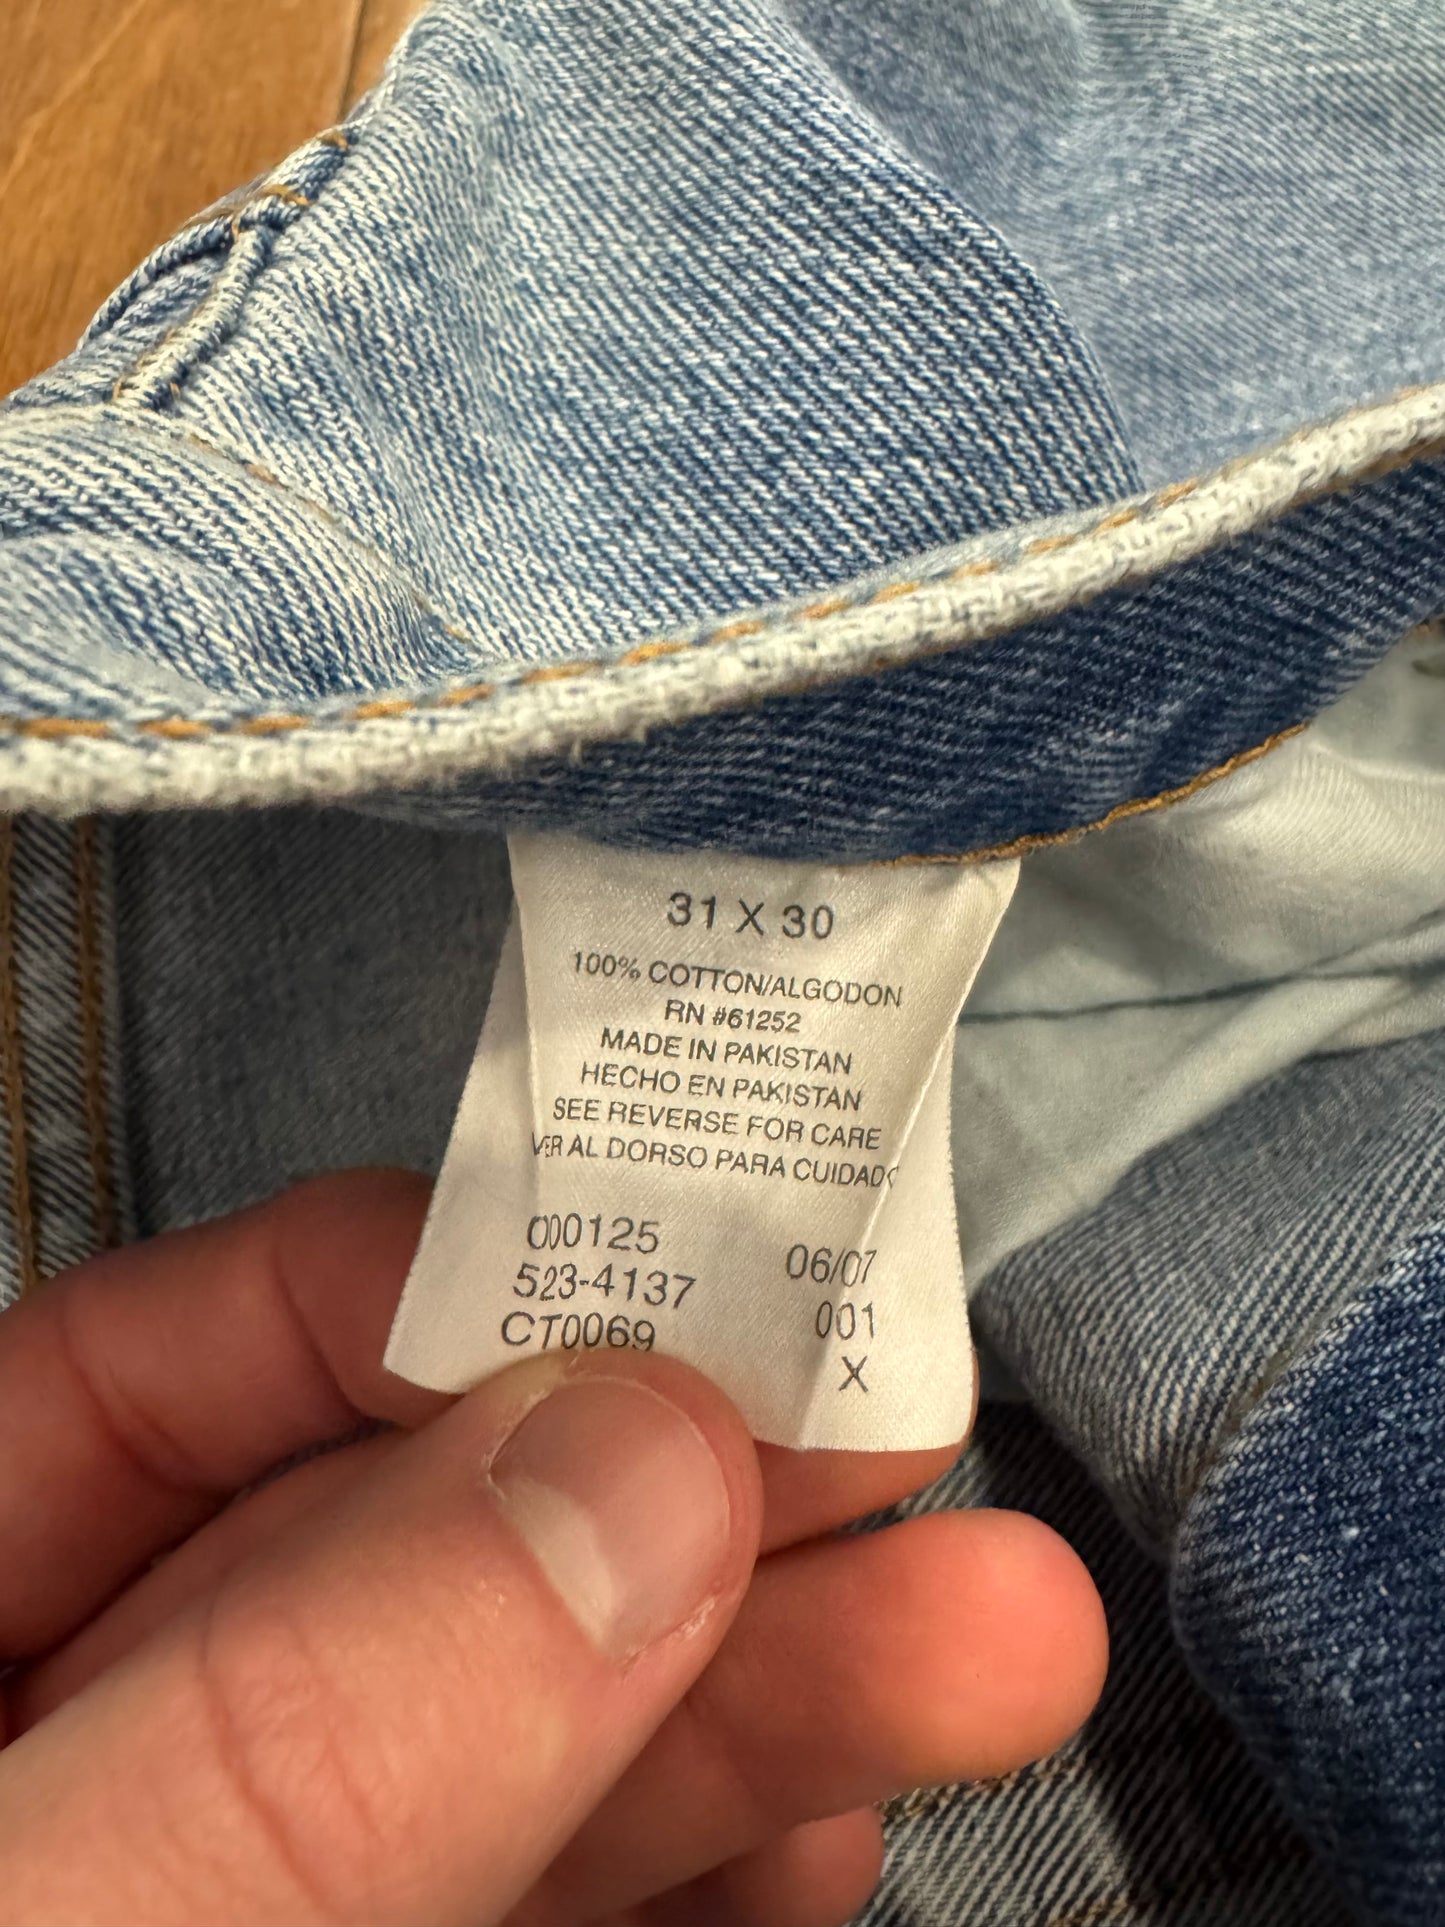 31 X 30
100% COTTON/ALGODON
RN #61252
MADE IN PAKISTAN
HECHO EN PAKISTAN
SEE REVERSE FOR CARE
VER AL DORSO PARA CUIDADO
000125 06/07
523-4137 001
CT0069 X